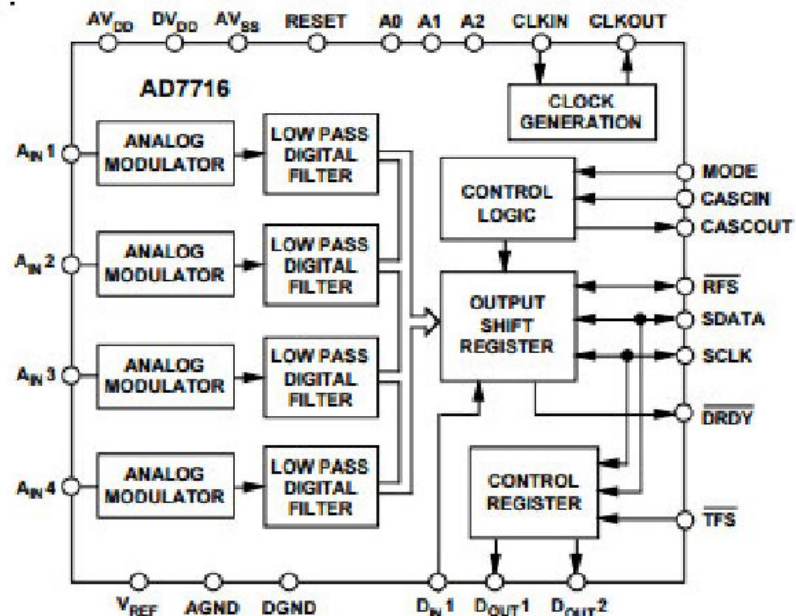 AVDD DVDD AVSS RESET A0 A1 A2 CLKIN CLKOUT
AD7716
CLOCK
GENERATION
AIN1
ANALOG
MODULATOR
LOW PASS
DIGITAL
FILTER
CONTROL
LOGIC
MODE
CASCIN
CASCOUT
AIN2
ANALOG
MODULATOR
LOW PASS
DIGITAL
FILTER
OUTPUT
SHIFT
REGISTER
RFS
SDATA
SCLK
DRDY
AIN3
ANALOG
MODULATOR
LOW PASS
DIGITAL
FILTER
AIN4
ANALOG
MODULATOR
LOW PASS
DIGITAL
FILTER
CONTROL
REGISTER
TFS
VREF AGND DGND DIN1 DOUT1 DOUT2